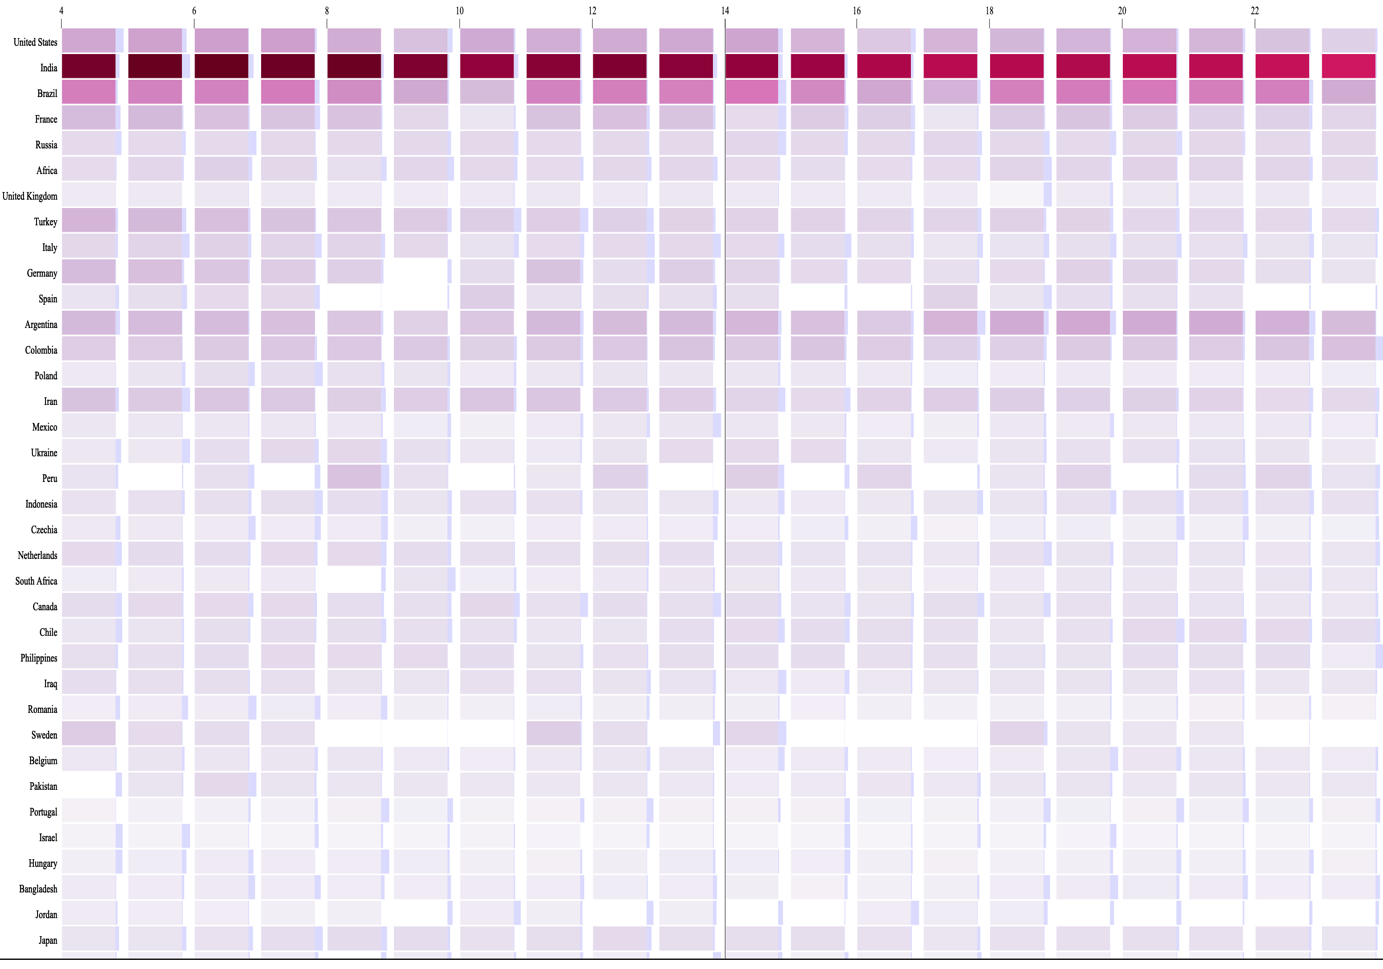 4 6 8 10 12 14 16 18 20 22
United States
India
Brazil
France
Russia
Africa
United Kingdom
Turkey
Italy
Germany
Spain
Argentina
Colombia
Poland
Iran
Mexico
Ukraine
Peru
Indonesia
Czechia
Netherlands
South Africa
Canada
Chile
Philippines
Iraq
Romania
Sweden
Belgium
Pakistan
Portugal
Israel
Hungary
Bangladesh
Jordan
Japan